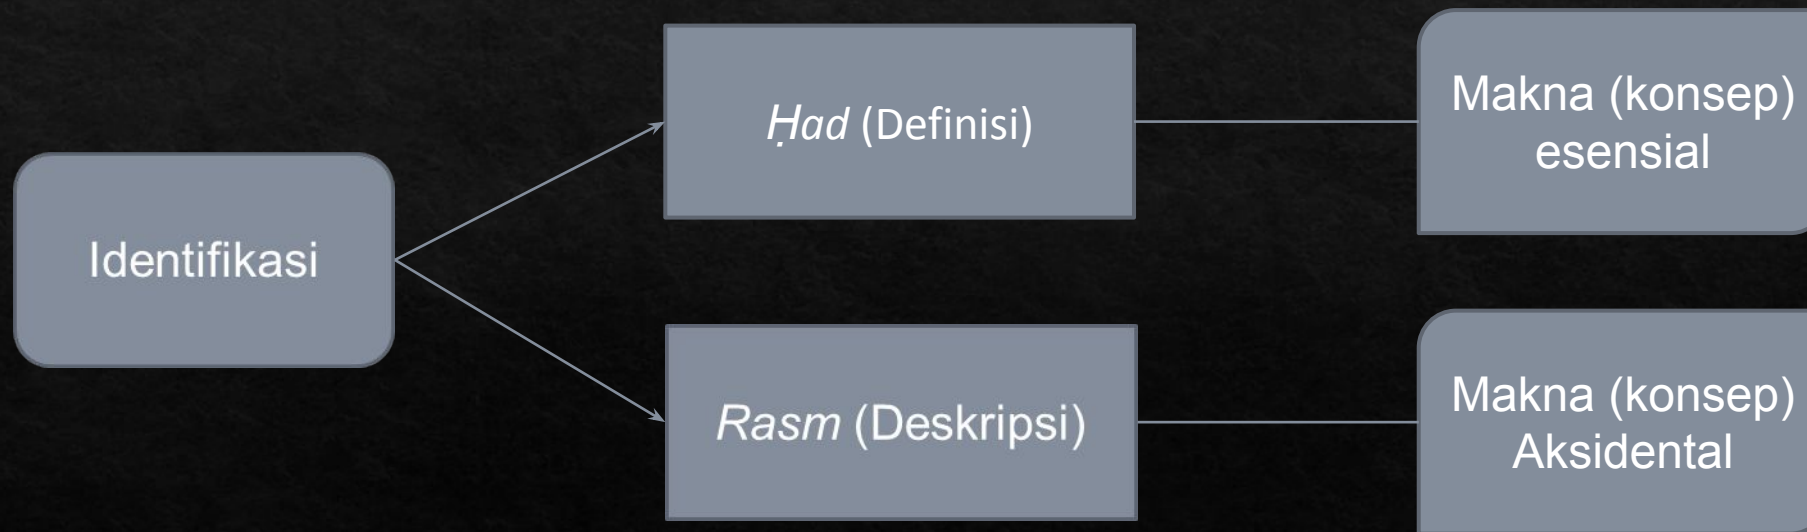 Identifikasi
Ḥad (Definisi)
Makna (konsep)
esensial
Rasm (Deskripsi)
Makna (konsep)
Aksidental